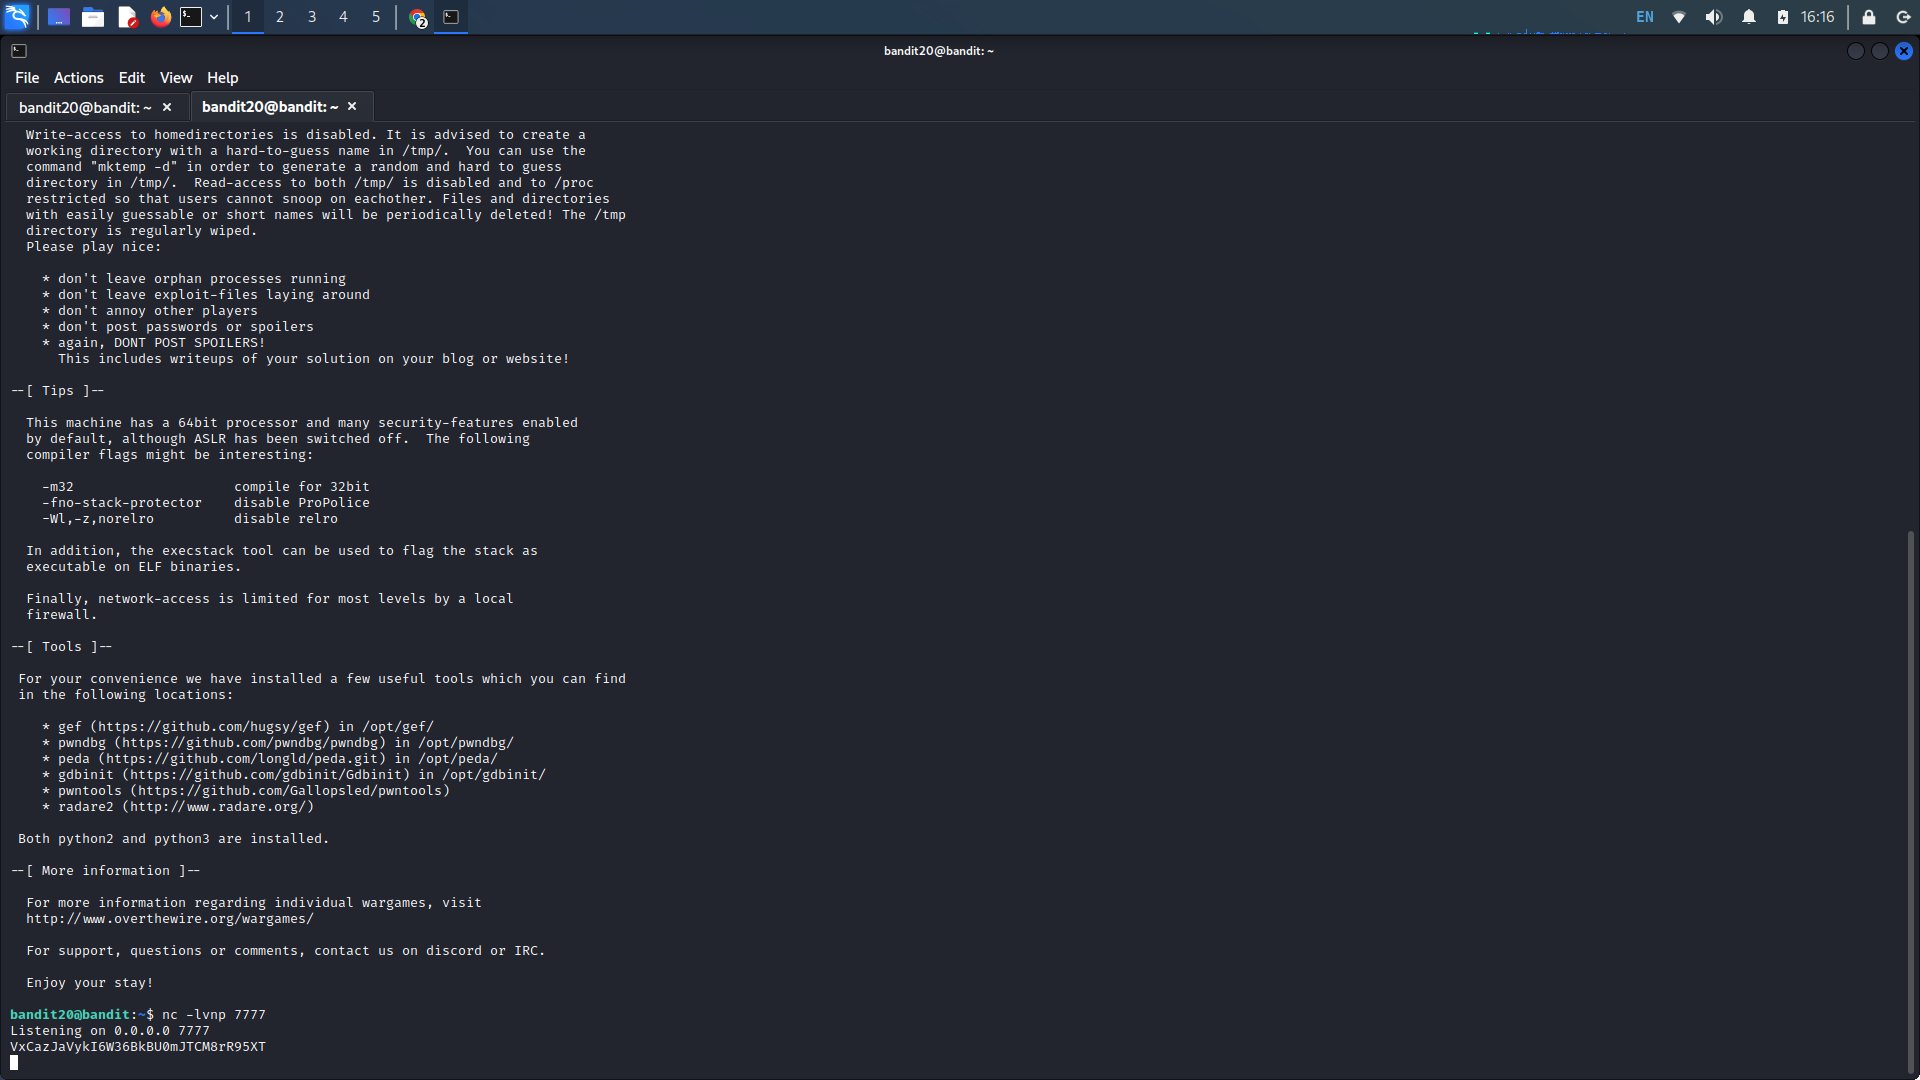 1 2 3 4 5 2 EN 16:16
bandit20@bandit: ~
File Actions Edit View Help
bandit20@bandit: ~ × bandit20@bandit: ~ ×
Write-access to homedirectories is disabled. It is advised to create a
working directory with a hard-to-guess name in /tmp/. You can use the
command "mktemp -d" in order to generate a random and hard to guess
directory in /tmp/. Read-access to both /tmp/ is disabled and to /proc
restricted so that users cannot snoop on eachother. Files and directories
with easily guessable or short names will be periodically deleted! The /tmp
directory is regularly wiped.
Please play nice:
* don't leave orphan processes running
* don't leave exploit-files laying around
* don't annoy other players
* don't post passwords or spoilers
* again, DONT POST SPOILERS!
This includes writeups of your solution on your blog or website!
--[ Tips ]--
This machine has a 64bit processor and many security-features enabled
by default, although ASLR has been switched off. The following
compiler flags might be interesting:
-m32 compile for 32bit
-fno-stack-protector disable ProPolice
-Wl,-z,norelro disable relro
In addition, the execstack tool can be used to flag the stack as
executable on ELF binaries.
Finally, network-access is limited for most levels by a local
firewall.
--[ Tools ]--
For your convenience we have installed a few useful tools which you can find
in the following locations:
* gef (https://github.com/hugsy/gef) in /opt/gef/
* pwndbg (https://github.com/pwndbg/pwndbg) in /opt/pwndbg/
* peda (https://github.com/longld/peda.git) in /opt/peda/
* gdbinit (https://github.com/gdbinit/Gdbinit) in /opt/gdbinit/
* pwntools (https://github.com/Gallopsled/pwntools)
* radare2 (http://www.radare.org/)
Both python2 and python3 are installed.
--[ More information ]--
For more information regarding individual wargames, visit
http://www.overthewire.org/wargames/
For support, questions or comments, contact us on discord or IRC.
Enjoy your stay!
bandit20@bandit:~$ nc -lvnp 7777
Listening on 0.0.0.0 7777
VxCazJaVykI6W36BkBU0mJTCM8rR95XT